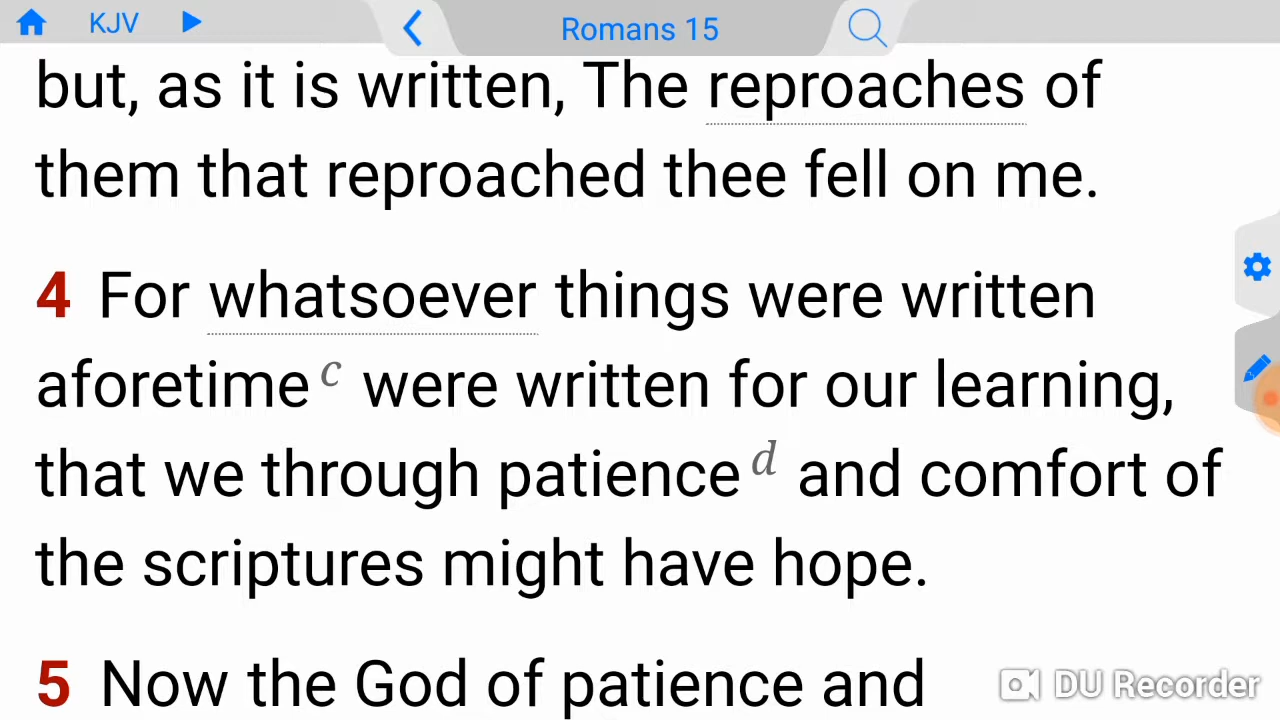 KJV
Romans 15
but, as it is written, The reproaches of
them that reproached thee fell on me.
4 For whatsoever things were written
aforetime c were written for our learning,
that we through patience d and comfort of
the scriptures might have hope.
5 Now the God of patience and
DU Recorder